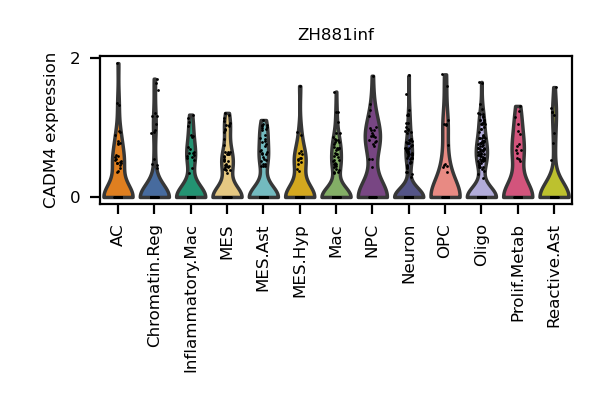 ZH881inf
CADM4 expression
2
0
AC
Chromatin.Reg
Inflammatory.Mac
MES
MES.Ast
MES.Hyp
Mac
NPC
Neuron
OPC
Oligo
Prolif.Metab
Reactive.Ast